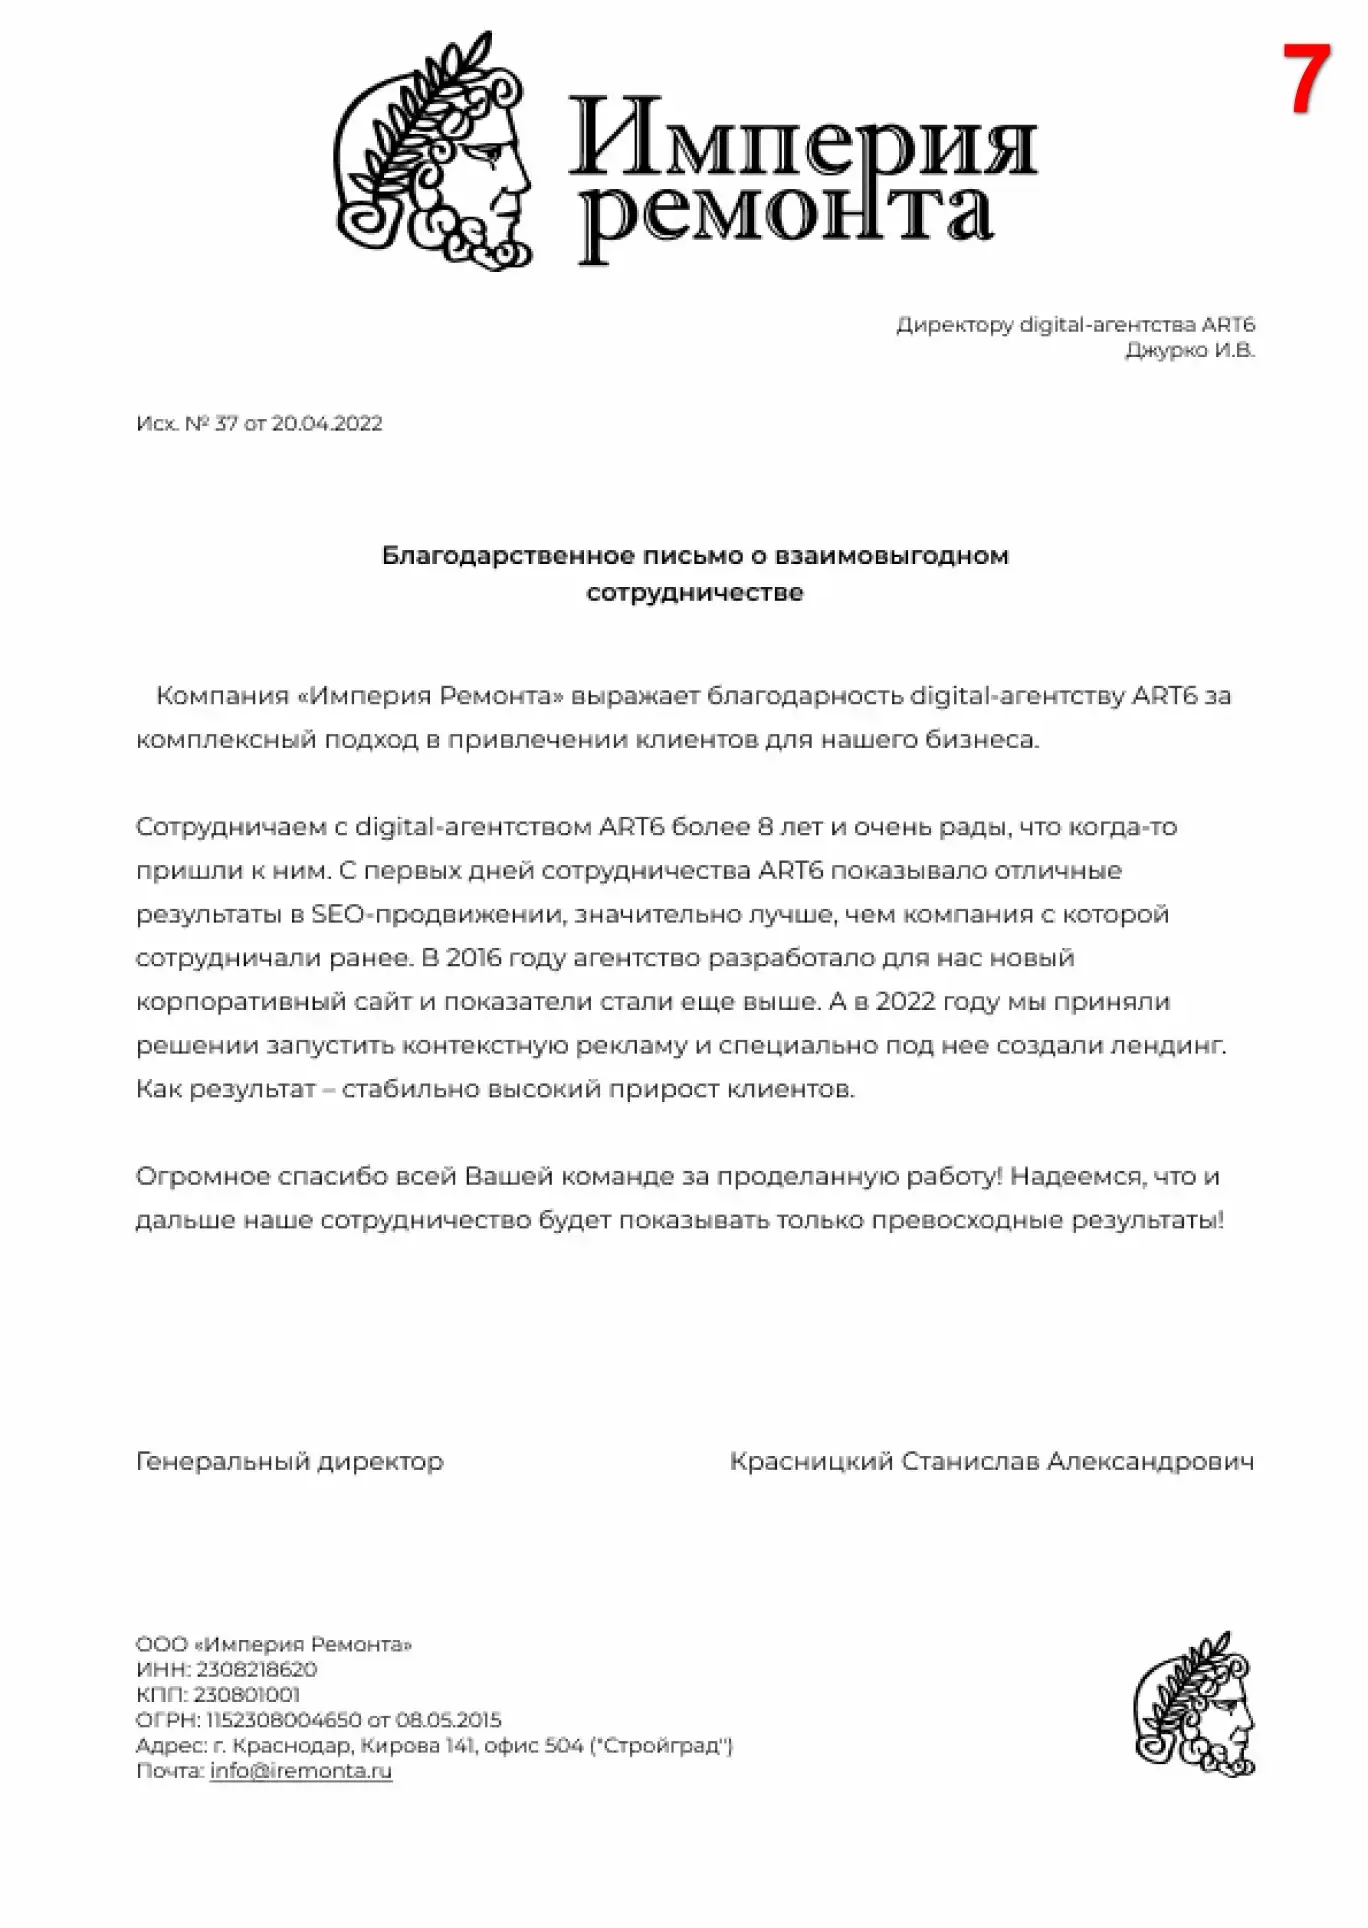 7
Империя
ремонта
Директору digital-агентства ART6
Джурко И.В.
Исх. № 37 от 20.04.2022
Благодарственное письмо о взаимовыгодном
сотрудничестве
Компания «Империя Ремонта» выражает благодарность digital-агентству ART6 за
комплексный подход в привлечении клиентов для нашего бизнеса.
Сотрудничаем с digital-агентством ART6 более 8 лет и очень рады, что когда-то
пришли к ним. С первых дней сотрудничества ART6 показывало отличные
результаты в SEO-продвижении, значительно лучше, чем компания с которой
сотрудничали ранее. В 2016 году агентство разработало для нас новый
корпоративный сайт и показатели стали еще выше. А в 2022 году мы приняли
решении запустить контекстную рекламу и специально под нее создали лендинг.
Как результат – стабильно высокий прирост клиентов.
Огромное спасибо всей Вашей команде за проделанную работу! Надеемся, что и
дальше наше сотрудничество будет показывать только превосходные результаты!
Генеральный директор Красницкий Станислав Александрович
ООО «Империя Ремонта»
ИНН: 2308218620
КПП: 230801001
ОГРН: 1152308004650 от 08.05.2015
Адрес: г. Краснодар, Кирова 141, офис 504 ("Стройград")
Почта: info@iremonta.ru